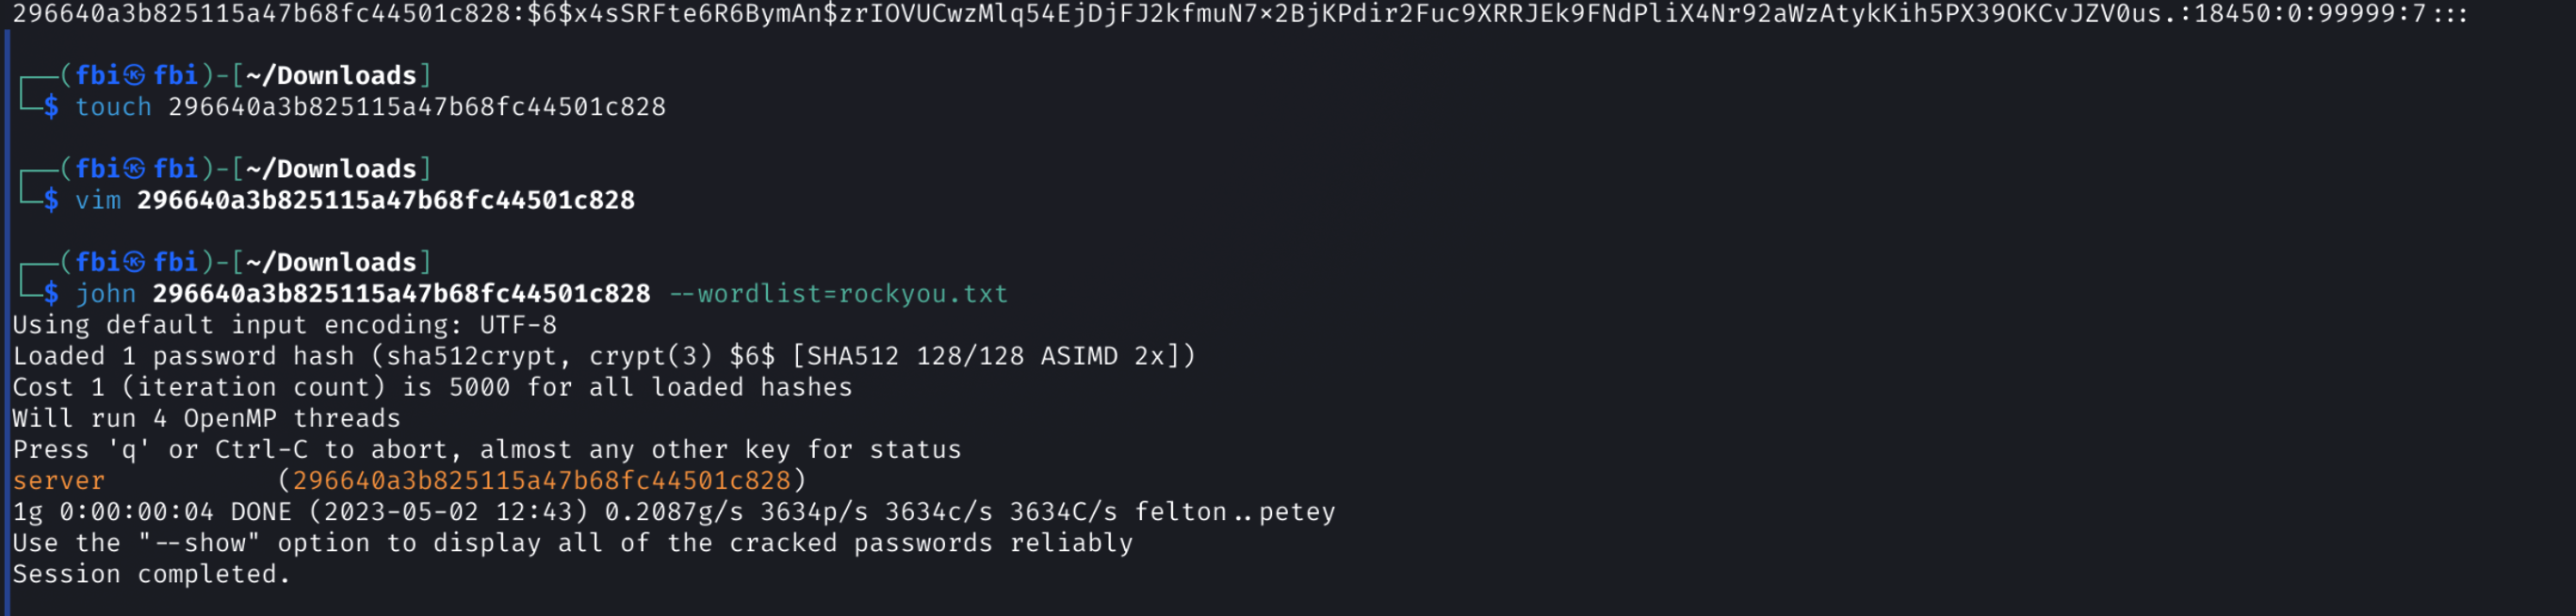 296640a3b825115a47b68fc44501c828:$6$x4sSRFte6R6BymAn$zrIOVUCwzMlq54EjDjFJ2kfmuN7×2BjKPdir2Fuc9XRRJEk9FNdPliX4Nr92aWzAtykKih5PX39OKCvJZV0us.:18450:0:99999:7:::
┌──(fbi㉿fbi)-[~/Downloads]
└─$ touch 296640a3b825115a47b68fc44501c828
┌──(fbi㉿fbi)-[~/Downloads]
└─$ vim 296640a3b825115a47b68fc44501c828
┌──(fbi㉿fbi)-[~/Downloads]
└─$ john 296640a3b825115a47b68fc44501c828 --wordlist=rockyou.txt
Using default input encoding: UTF-8
Loaded 1 password hash (sha512crypt, crypt(3) $6$ [SHA512 128/128 ASIMD 2x])
Cost 1 (iteration count) is 5000 for all loaded hashes
Will run 4 OpenMP threads
Press 'q' or Ctrl-C to abort, almost any other key for status
server           (296640a3b825115a47b68fc44501c828)
1g 0:00:00:04 DONE (2023-05-02 12:43) 0.2087g/s 3634p/s 3634c/s 3634C/s felton..petey
Use the "--show" option to display all of the cracked passwords reliably
Session completed.